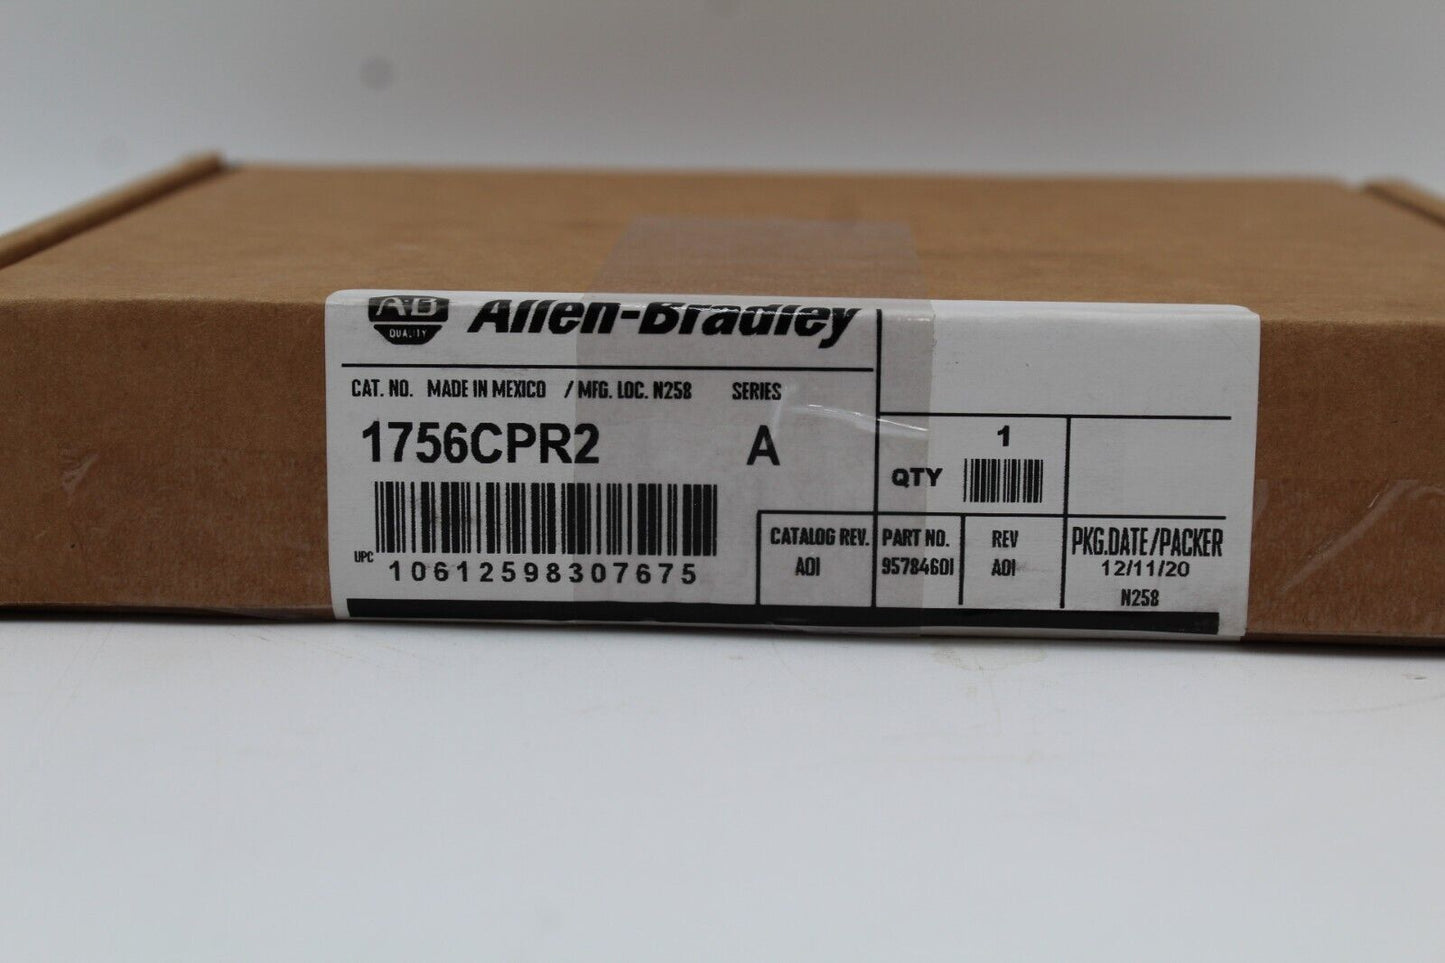 A-B
QUALITY
Allen-Bradley
CAT. NO. MADE IN MEXICO / MFG. LOC. N258 SERIES
1756CPR2 A
UPC
10612598307675
1
QTY
CATALOG REV.
A01
PART NO.
95784601
REV
A01
PKG.DATE/PACKER
12/11/20
N258